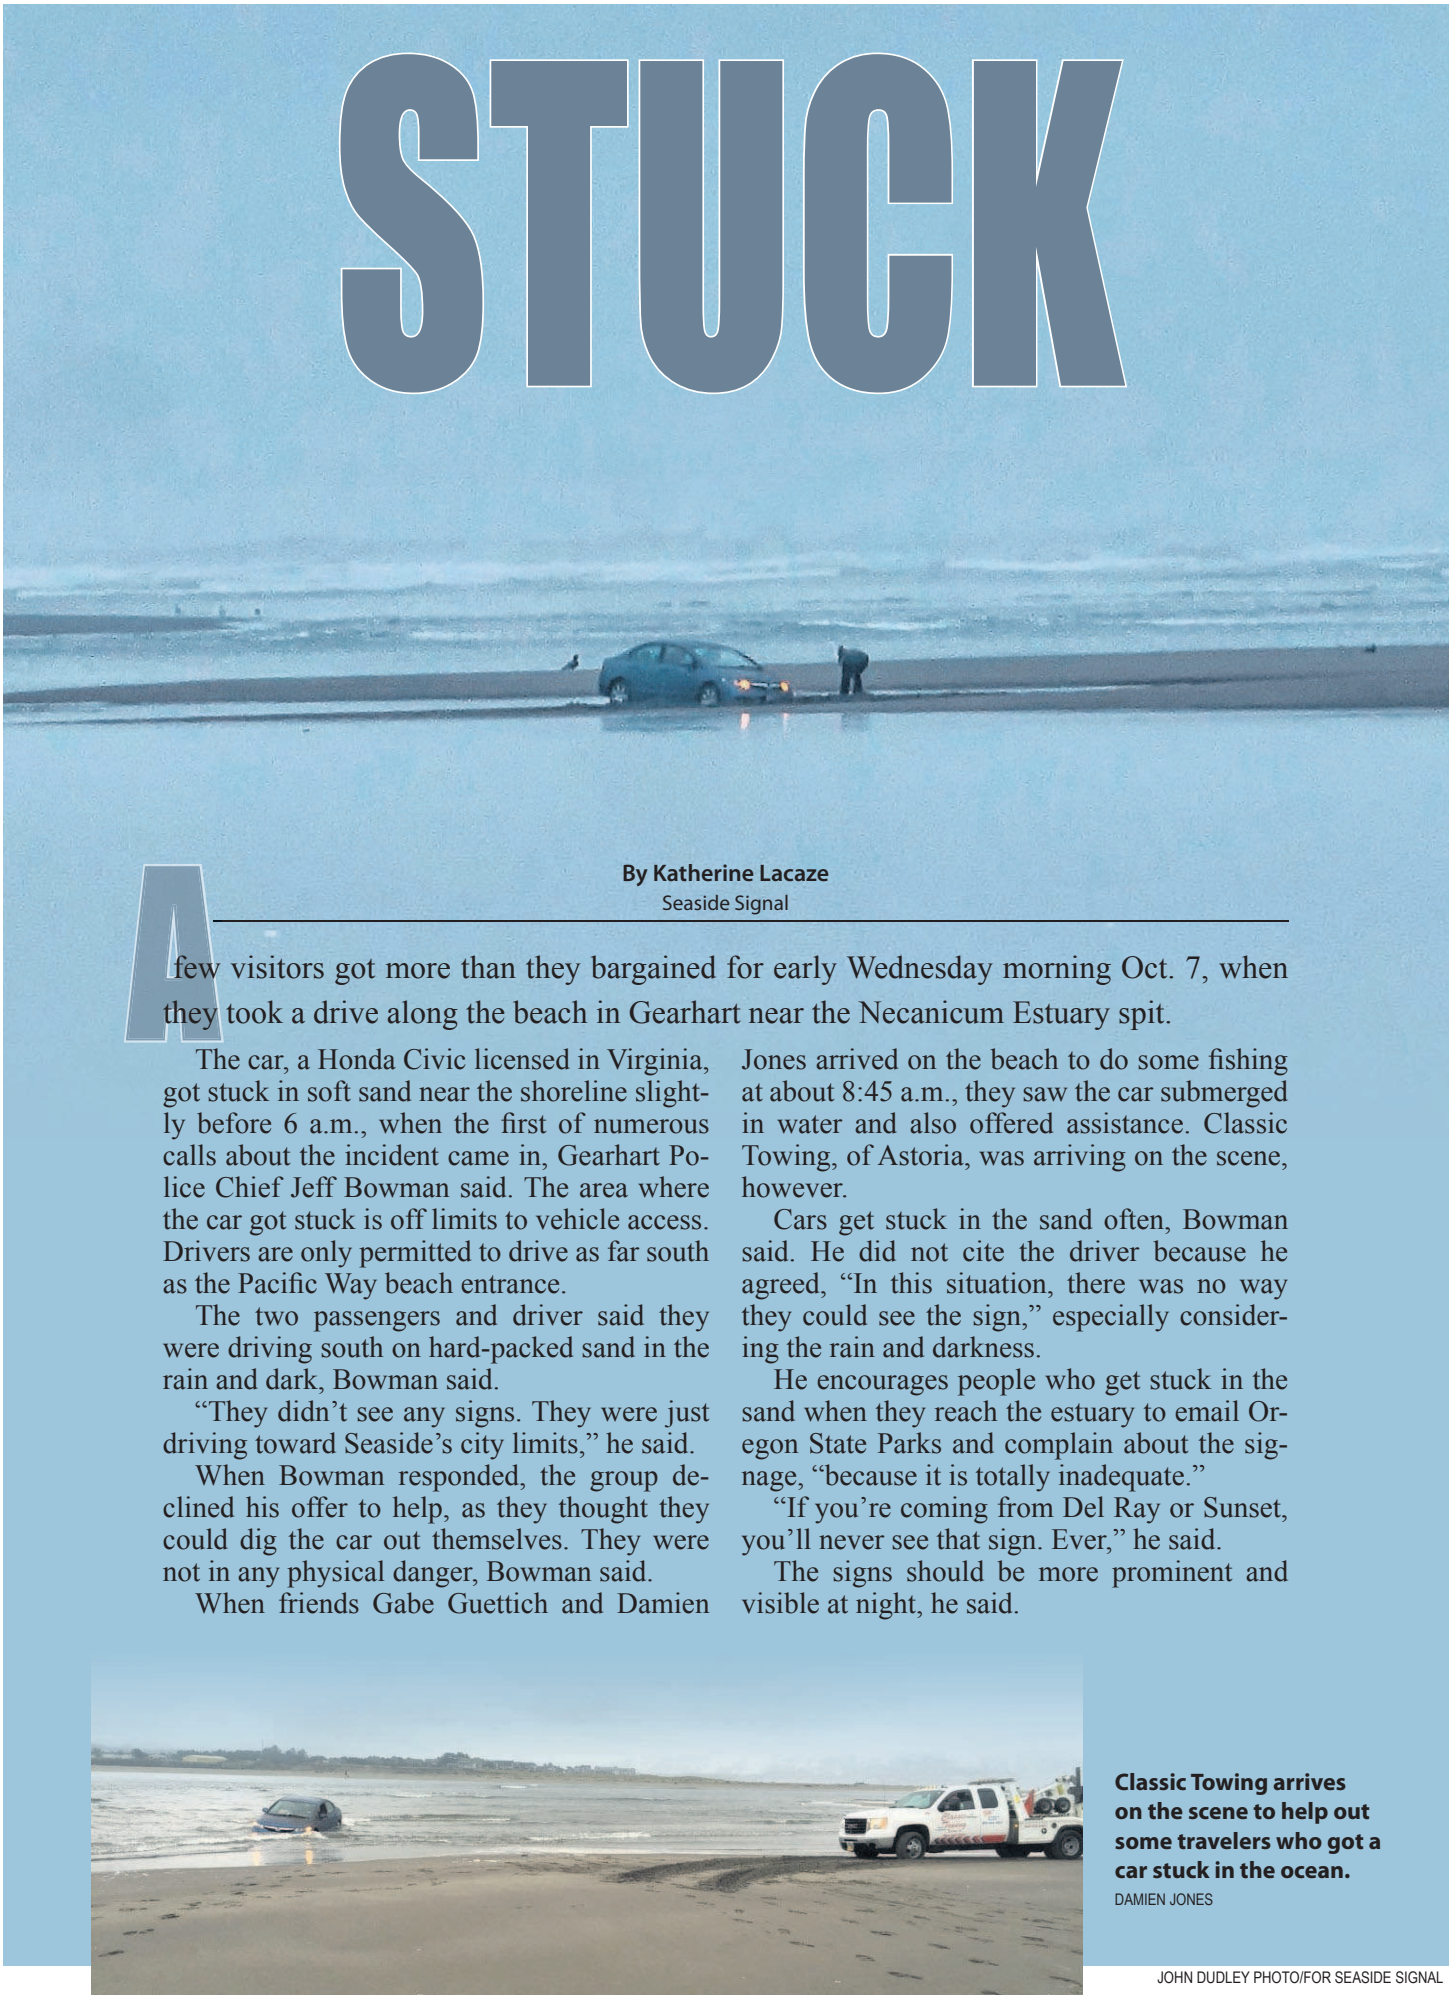 STUCK
By Katherine Lacaze
Seaside Signal
A few visitors got more than they bargained for early Wednesday morning Oct. 7, when
they took a drive along the beach in Gearhart near the Necanicum Estuary spit.
The car, a Honda Civic licensed in Virginia,
got stuck in soft sand near the shoreline slight-
ly before 6 a.m., when the first of numerous
calls about the incident came in, Gearhart Po-
lice Chief Jeff Bowman said. The area where
the car got stuck is off limits to vehicle access.
Drivers are only permitted to drive as far south
as the Pacific Way beach entrance.
The two passengers and driver said they
were driving south on hard-packed sand in the
rain and dark, Bowman said.
“They didn’t see any signs. They were just
driving toward Seaside’s city limits,” he said.
When Bowman responded, the group de-
clined his offer to help, as they thought they
could dig the car out themselves. They were
not in any physical danger, Bowman said.
When friends Gabe Guettich and Damien
Jones arrived on the beach to do some fishing
at about 8:45 a.m., they saw the car submerged
in water and also offered assistance. Classic
Towing, of Astoria, was arriving on the scene,
however.
Cars get stuck in the sand often, Bowman
said. He did not cite the driver because he
agreed, “In this situation, there was no way
they could see the sign,” especially consider-
ing the rain and darkness.
He encourages people who get stuck in the
sand when they reach the estuary to email Or-
egon State Parks and complain about the sig-
nage, “because it is totally inadequate.”
“If you’re coming from Del Ray or Sunset,
you’ll never see that sign. Ever,” he said.
The signs should be more prominent and
visible at night, he said.
Classic Towing arrives
on the scene to help out
some travelers who got a
car stuck in the ocean.
DAMIEN JONES
JOHN DUDLEY PHOTO/FOR SEASIDE SIGNAL